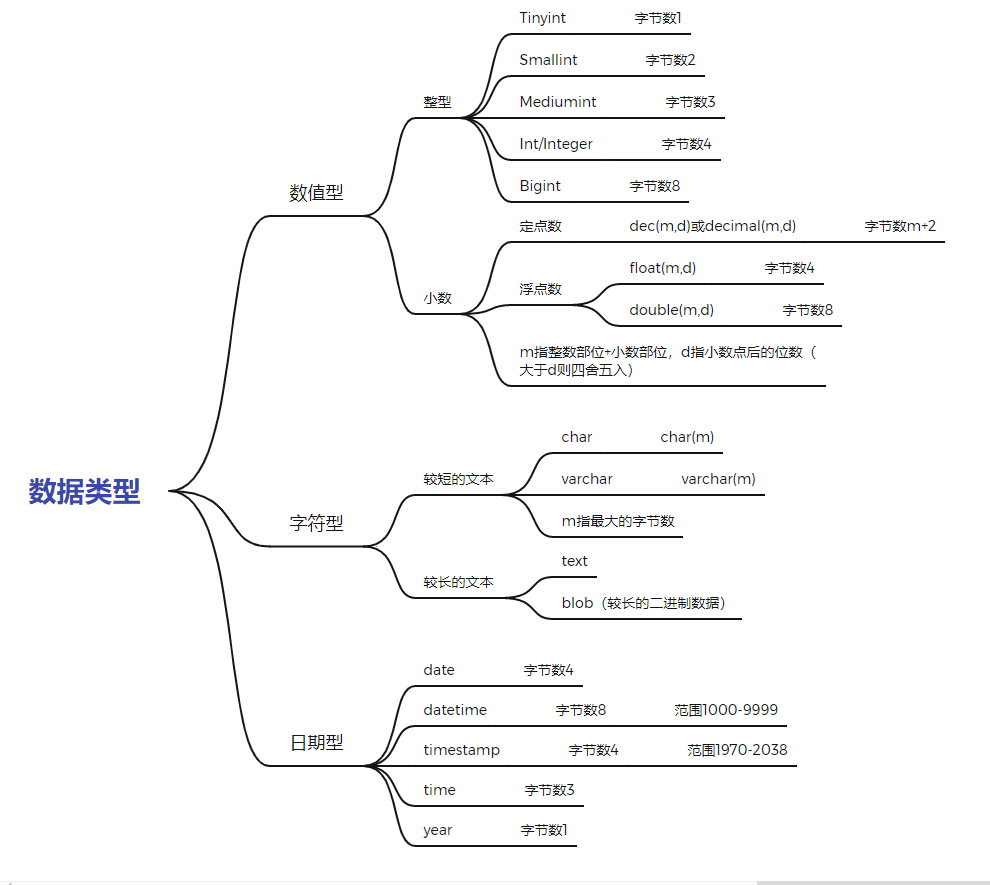 数据类型
数值型
整型
Tinyint 字节数1
Smallint 字节数2
Mediumint 字节数3
Int/Integer 字节数4
Bigint 字节数8
小数
定点数 dec(m,d)或decimal(m,d) 字节数m+2
浮点数
float(m,d) 字节数4
double(m,d) 字节数8
m指整数部位+小数部位，d指小数点后的位数（
大于d则四舍五入）
字符型
较短的文本
char char(m)
varchar varchar(m)
m指最大的字节数
较长的文本
text
blob（较长的二进制数据）
日期型
date 字节数4
datetime 字节数8 范围1000-9999
timestamp 字节数4 范围1970-2038
time 字节数3
year 字节数1